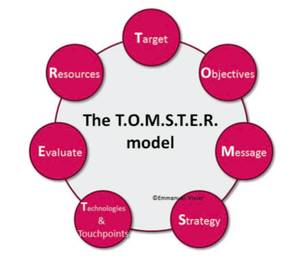 Target
Objectives
Message
Strategy
Technologies
&
Touchpoints
Evaluate
Resources
The T.O.M.S.T.E.R.
model
©Emmanuel Vivier